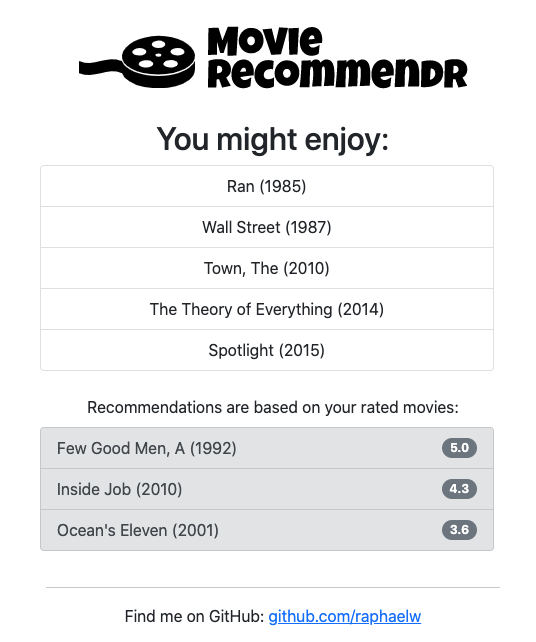 Movie
Recommendr
You might enjoy:
Ran (1985)
Wall Street (1987)
Town, The (2010)
The Theory of Everything (2014)
Spotlight (2015)
Recommendations are based on your rated movies:
Few Good Men, A (1992) 5.0
Inside Job (2010) 4.3
Ocean's Eleven (2001) 3.6
Find me on GitHub: github.com/raphaelw